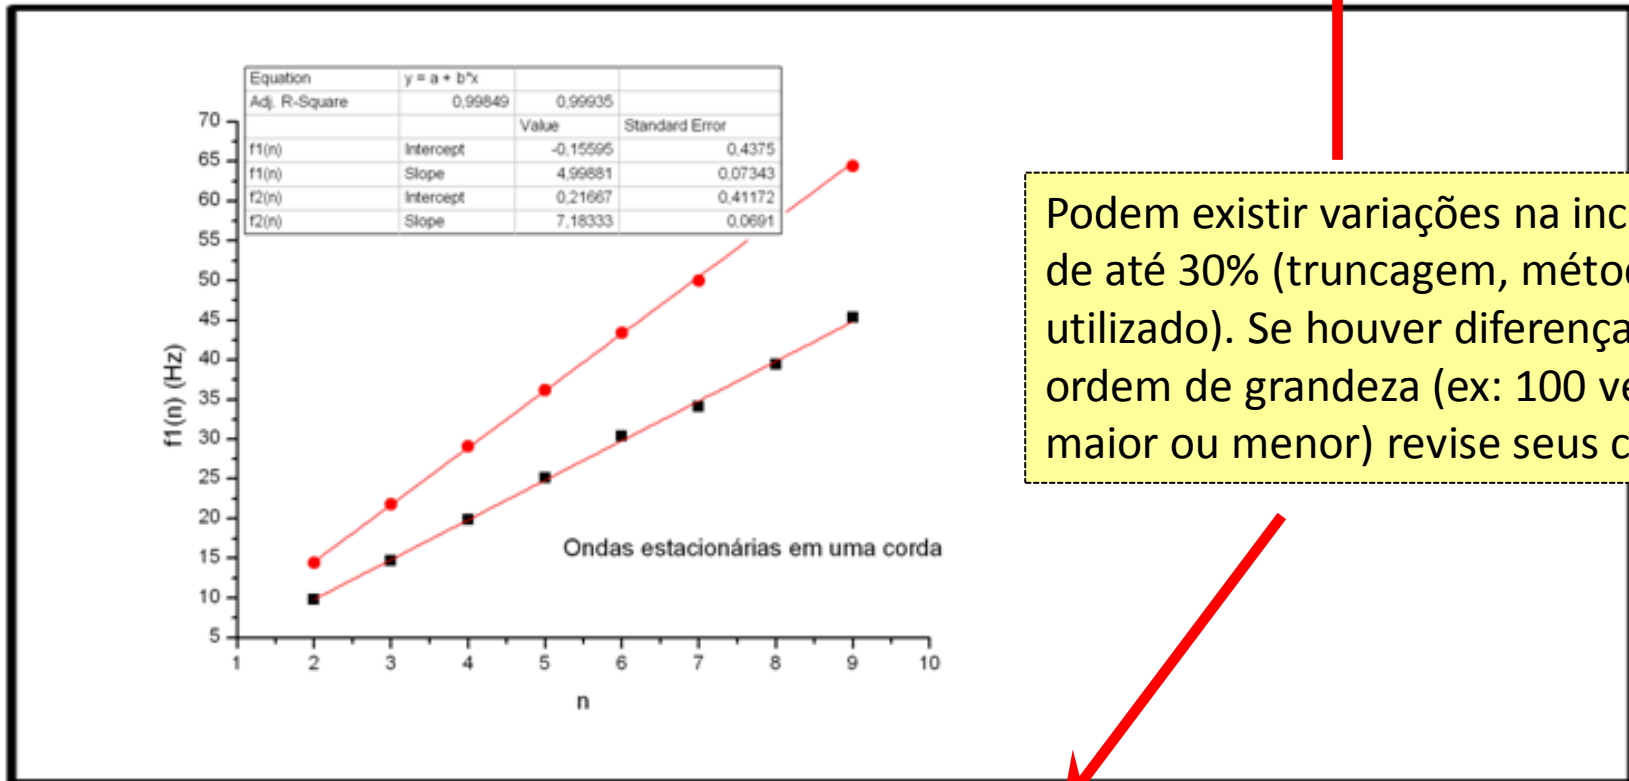 Equation y = a + b*x
Adj. R-Square 0,99849 0,99935
Value Standard Error
f1(n) Intercept -0,15595 0,4375
f1(n) Slope 4,99881 0,07343
f2(n) Intercept 0,21667 0,41172
f2(n) Slope 7,18333 0,0691
70
65
60
55
50
45
40
35
30
25
20
15
10
5
f1(n) (Hz)
Ondas estacionárias em uma corda
1 2 3 4 5 6 7 8 9 10
n
Podem existir variações na inc
de até 30% (truncagem, método
utilizado). Se houver diferença
ordem de grandeza (ex: 100 ve
maior ou menor) revise seus c